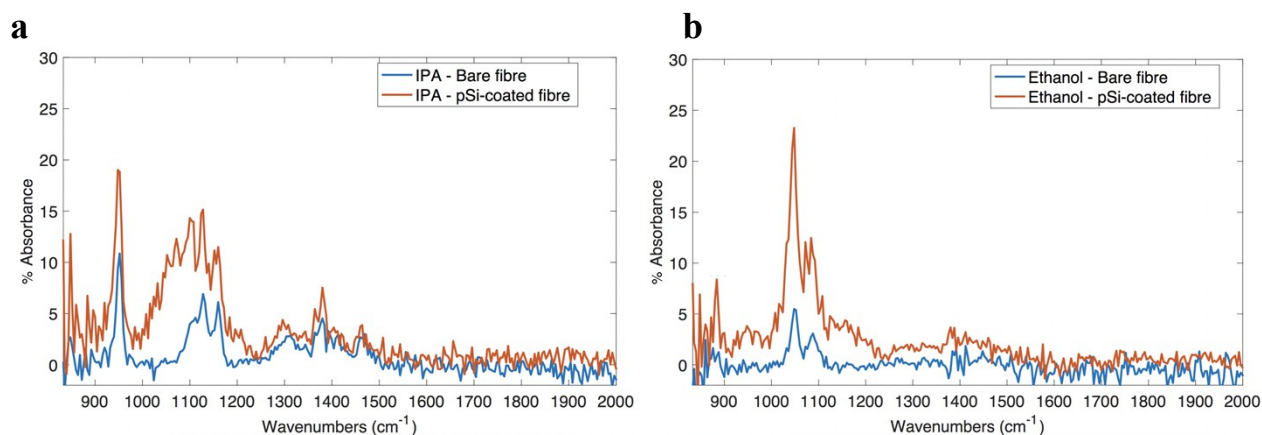 a
IPA - Bare fibre
IPA - pSi-coated fibre
% Absorbance
30
25
20
15
10
5
0
900 1000 1100 1200 1300 1400 1500 1600 1700 1800 1900 2000
Wavenumbers (cm⁻¹)
b
Ethanol - Bare fibre
Ethanol - pSi-coated fibre
% Absorbance
30
25
20
15
10
5
0
900 1000 1100 1200 1300 1400 1500 1600 1700 1800 1900 2000
Wavenumbers (cm⁻¹)